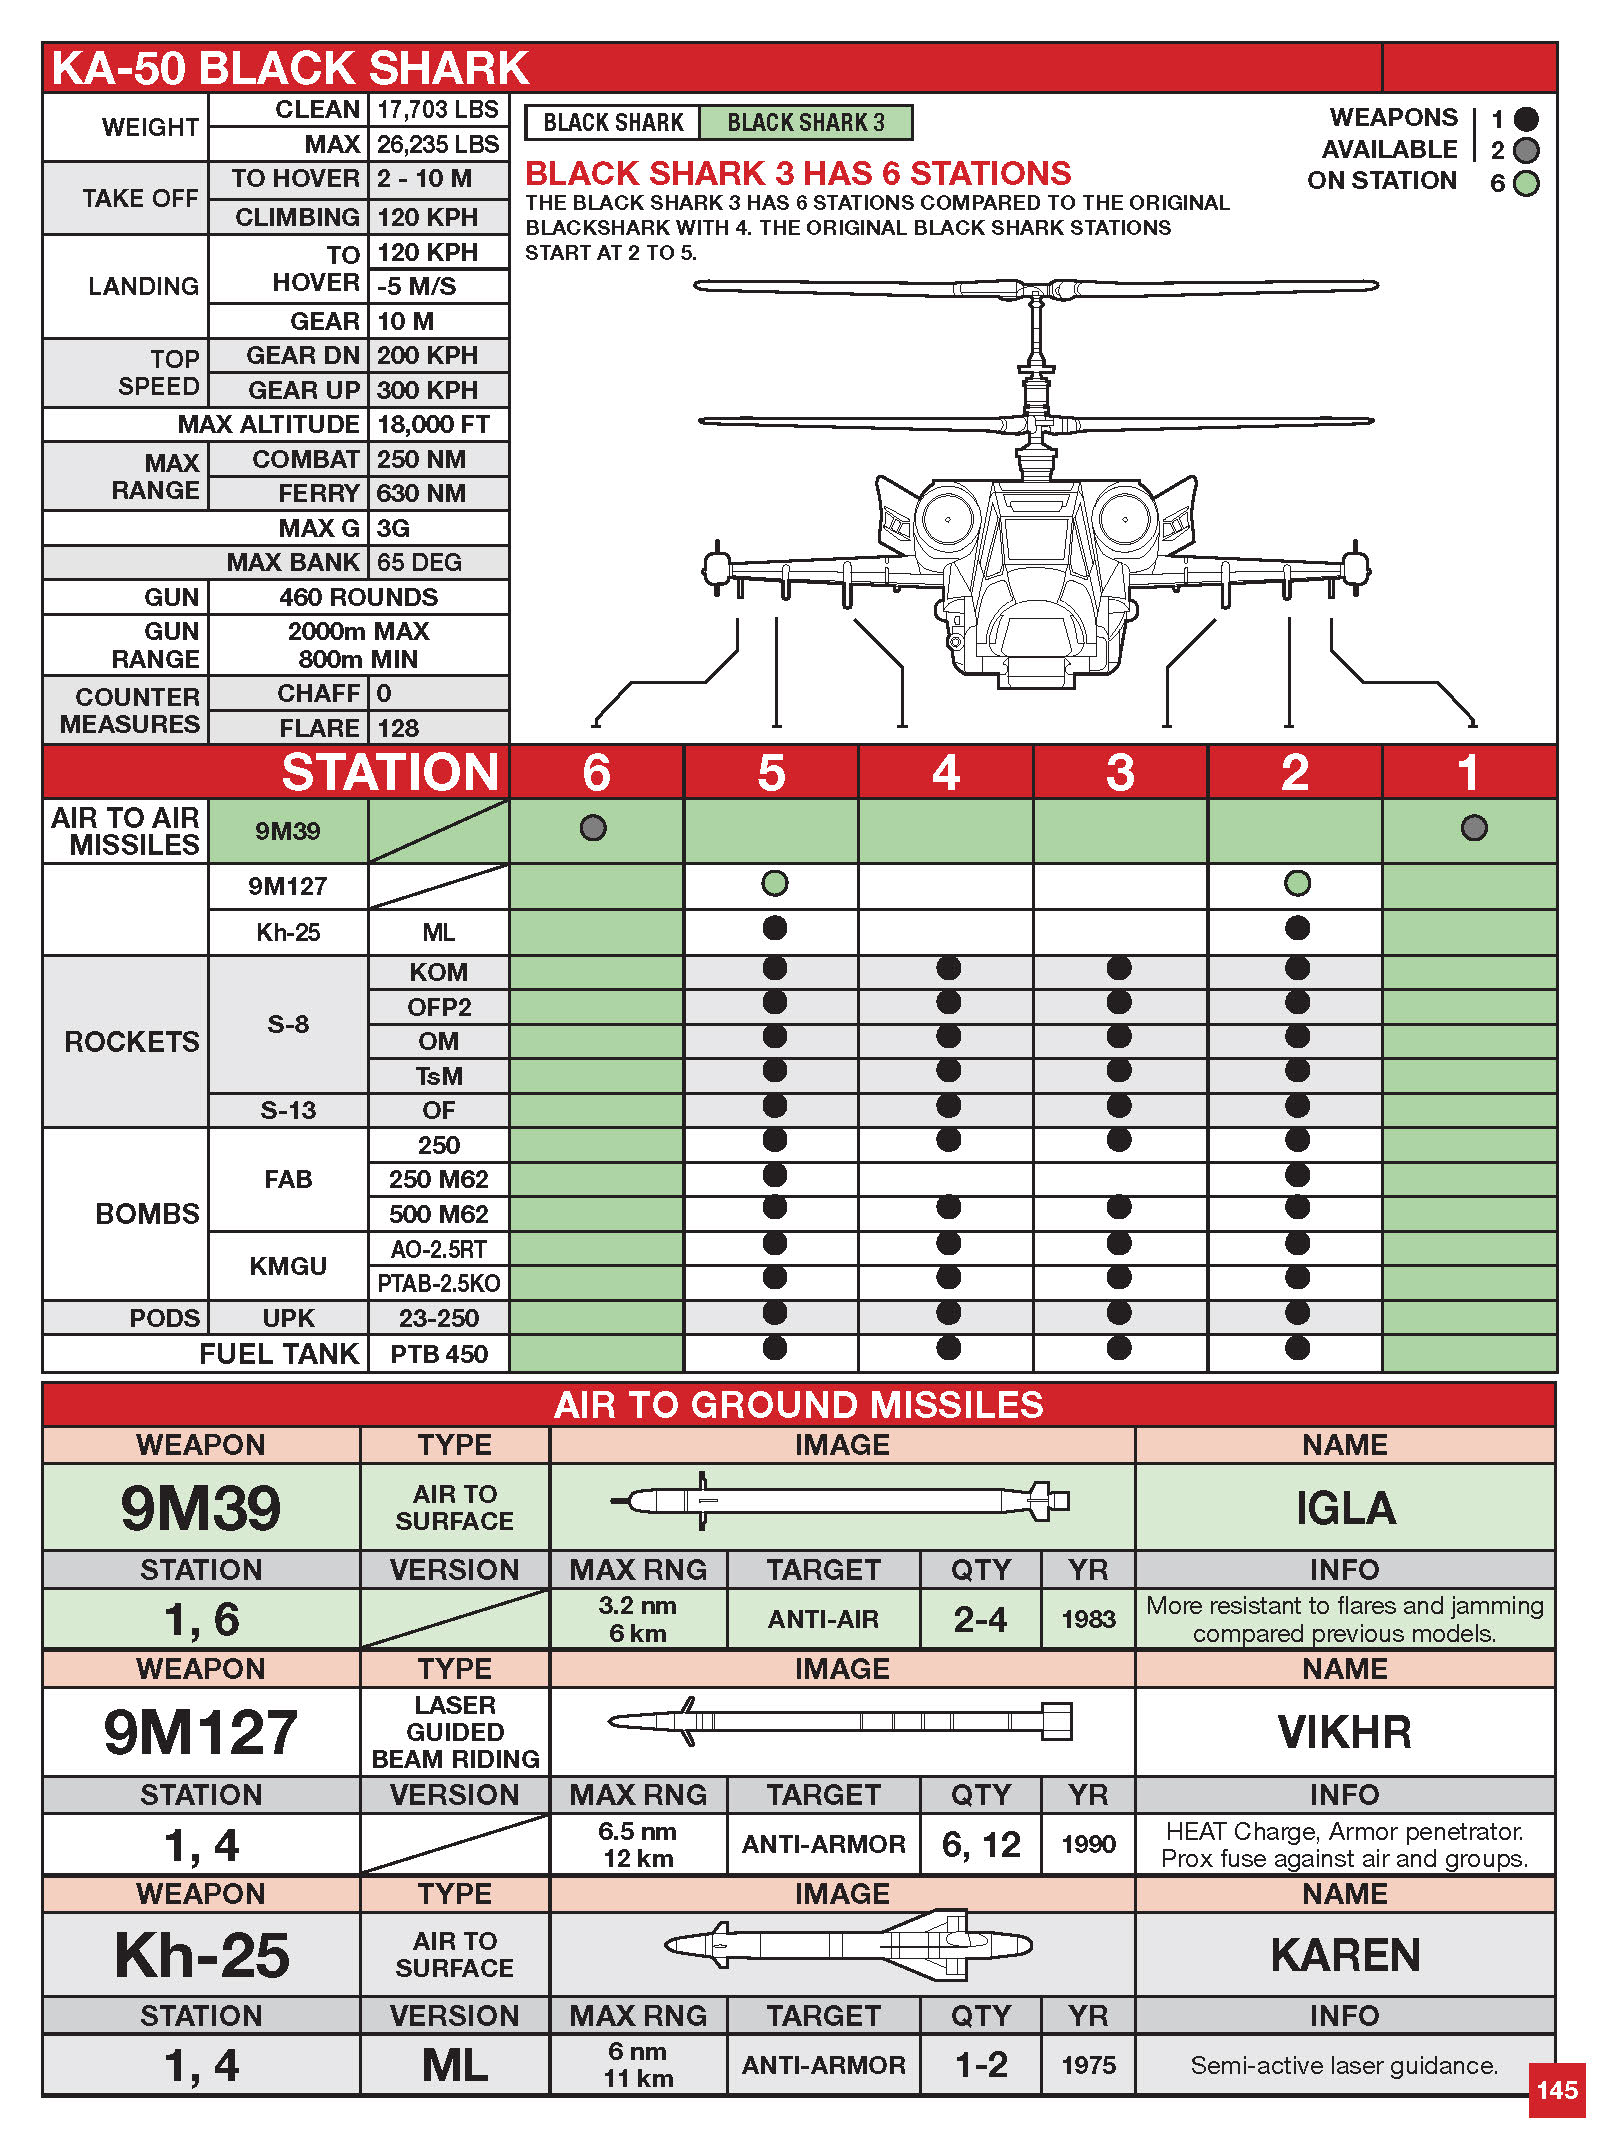 KA-50 BLACK SHARK
WEIGHT
CLEAN 17,703 LBS
MAX 26,235 LBS
TAKE OFF
TO HOVER 2 - 10 M
CLIMBING 120 KPH
LANDING
TO HOVER 120 KPH
-5 M/S
GEAR 10 M
TOP SPEED
GEAR DN 200 KPH
GEAR UP 300 KPH
MAX ALTITUDE 18,000 FT
MAX RANGE
COMBAT 250 NM
FERRY 630 NM
MAX G 3G
MAX BANK 65 DEG
GUN 460 ROUNDS
GUN RANGE
2000m MAX
800m MIN
COUNTER MEASURES
CHAFF 0
FLARE 128
BLACK SHARK BLACK SHARK 3
BLACK SHARK 3 HAS 6 STATIONS
THE BLACK SHARK 3 HAS 6 STATIONS COMPARED TO THE ORIGINAL
BLACKSHARK WITH 4. THE ORIGINAL BLACK SHARK STATIONS
START AT 2 TO 5.
WEAPONS 1
AVAILABLE 2
ON STATION 6
STATION 6 5 4 3 2 1
AIR TO AIR
MISSILES
9M39
9M127
Kh-25 ML
ROCKETS
S-8
KOM
OFP2
OM
TsM
S-13 OF
BOMBS
FAB
250
250 M62
500 M62
KMGU
AO-2.5RT
PTAB-2.5KO
PODS UPK 23-250
FUEL TANK PTB 450
AIR TO GROUND MISSILES
WEAPON TYPE IMAGE NAME
9M39
AIR TO
SURFACE
IGLA
STATION VERSION MAX RNG TARGET QTY YR INFO
1, 6
3.2 nm
6 km
ANTI-AIR 2-4 1983
More resistant to flares and jamming
compared previous models.
WEAPON TYPE IMAGE NAME
9M127
LASER
GUIDED
BEAM RIDING
VIKHR
STATION VERSION MAX RNG TARGET QTY YR INFO
1, 4
6.5 nm
12 km
ANTI-ARMOR 6, 12 1990
HEAT Charge, Armor penetrator.
Prox fuse against air and groups.
WEAPON TYPE IMAGE NAME
Kh-25
AIR TO
SURFACE
KAREN
STATION VERSION MAX RNG TARGET QTY YR INFO
1, 4 ML
6 nm
11 km
ANTI-ARMOR 1-2 1975
Semi-active laser guidance.
145